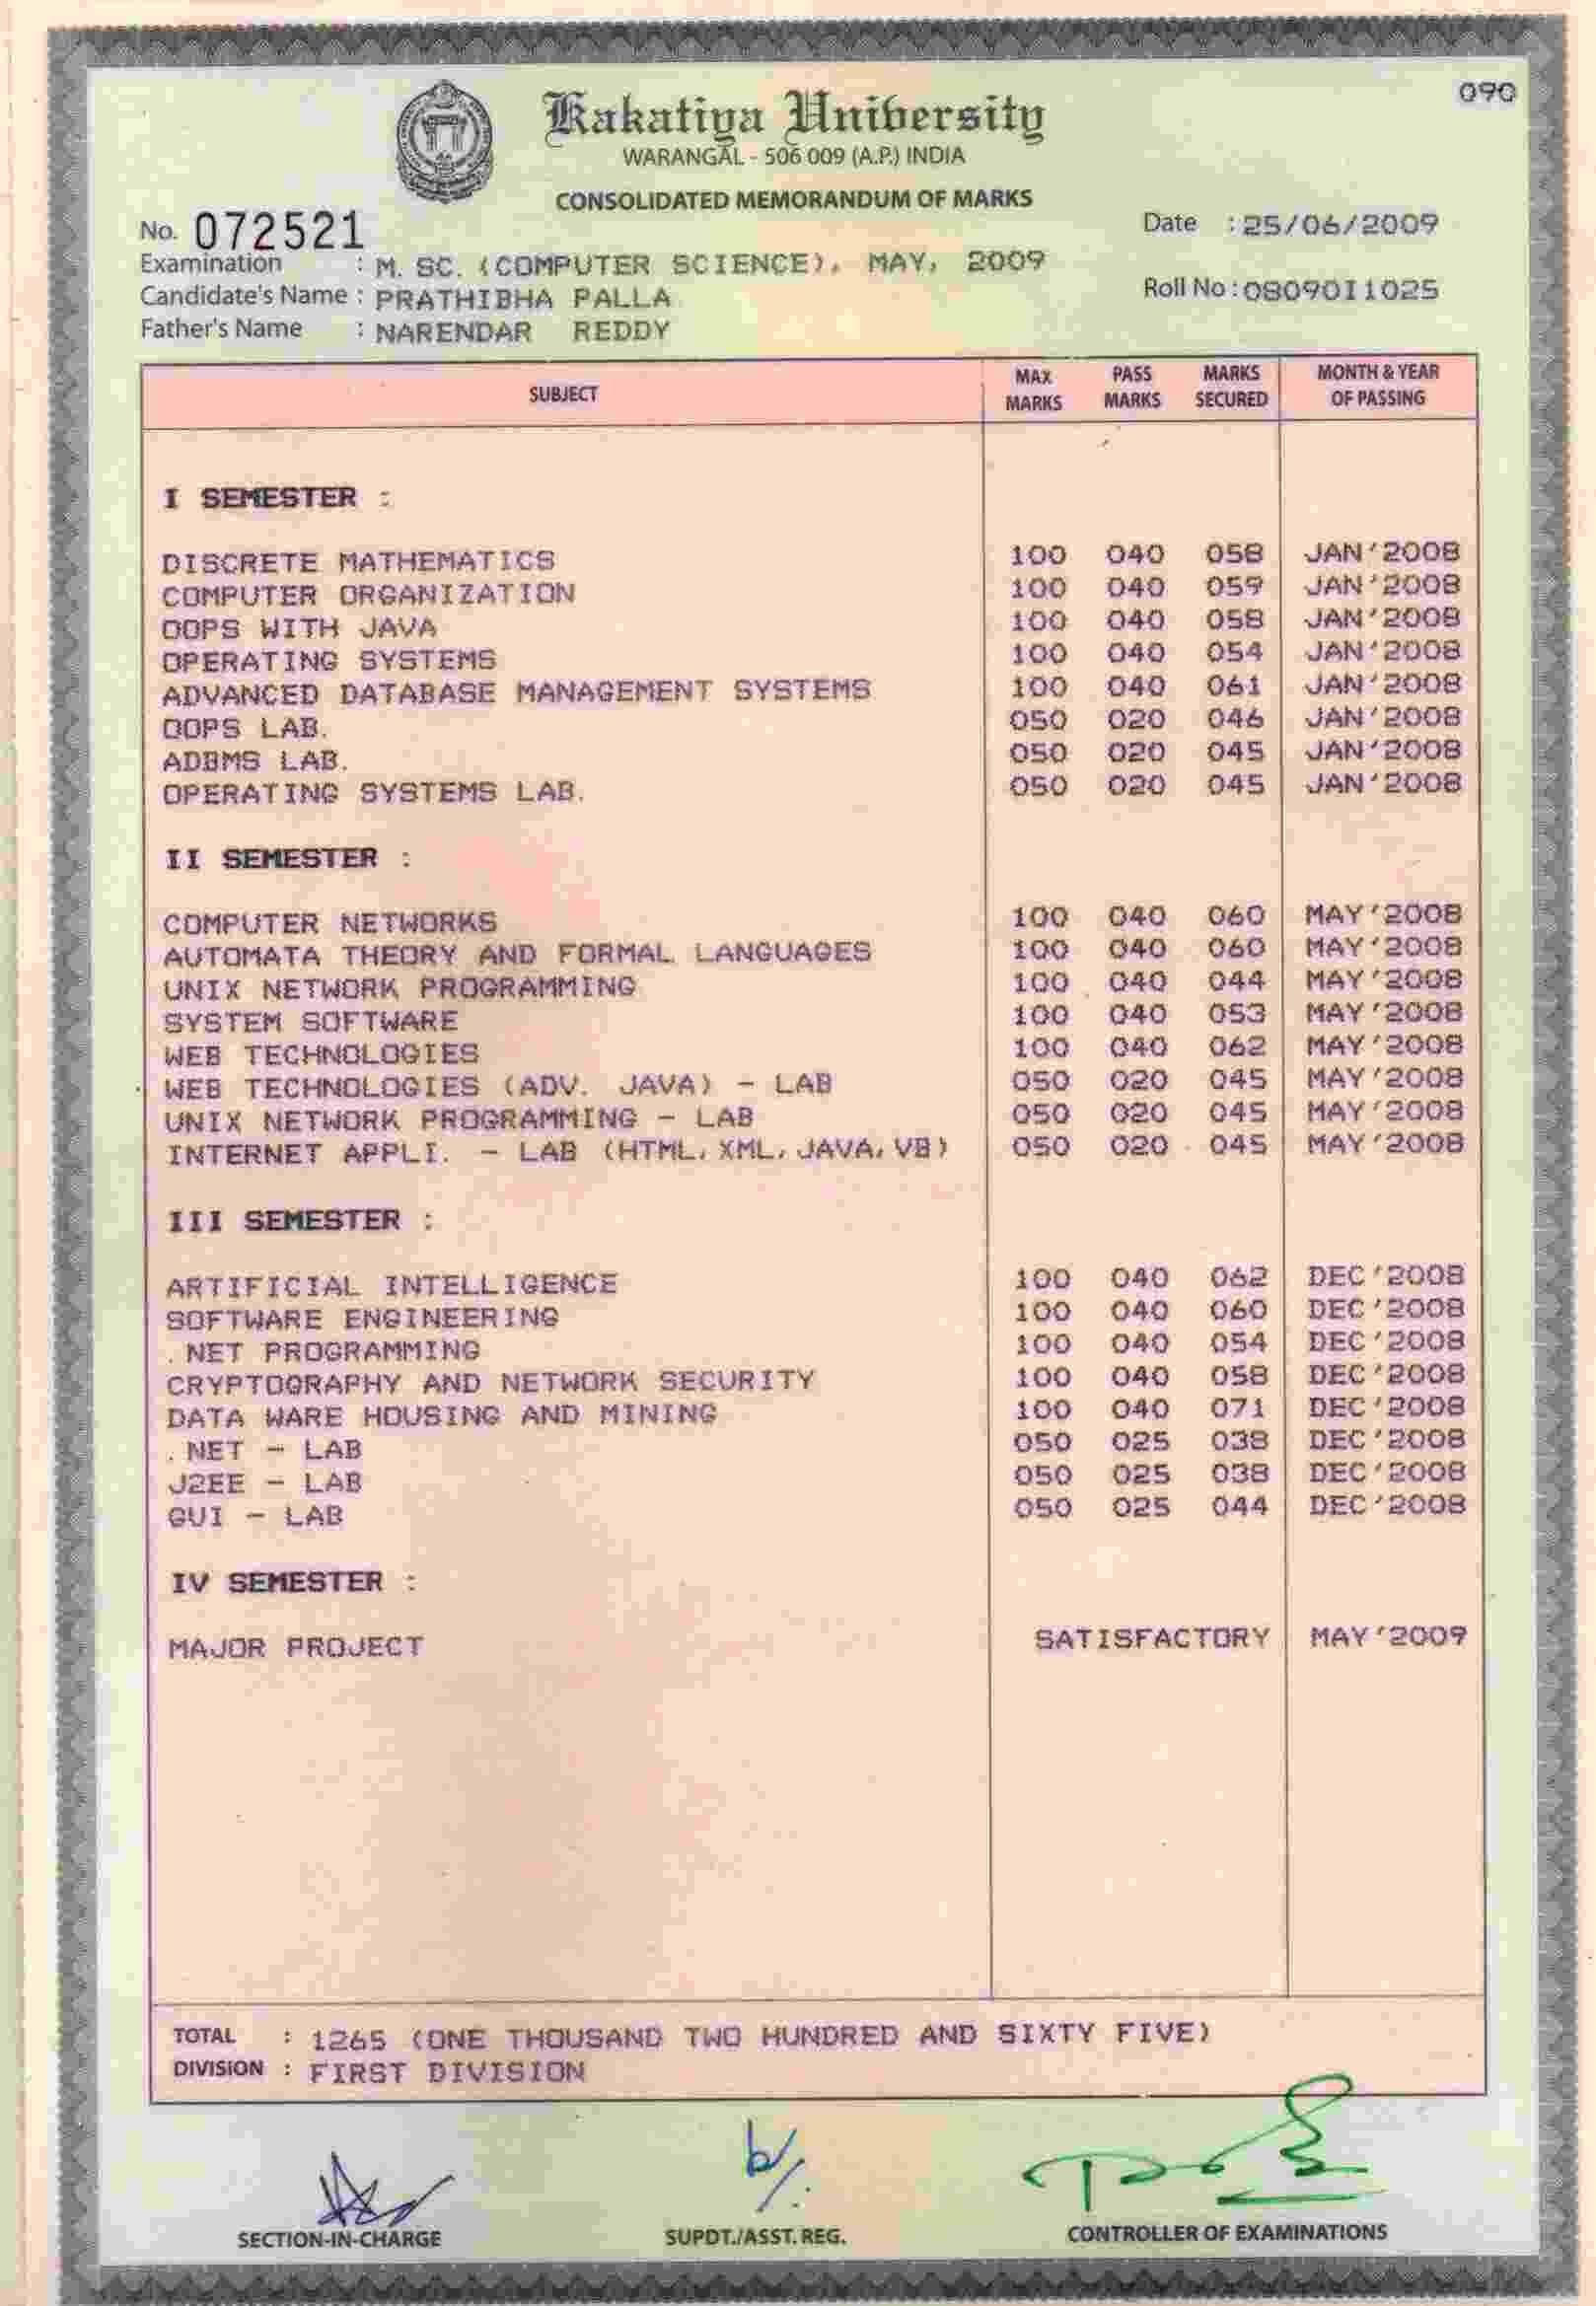 090
Kakatiya University
WARANGAL - 506 009 (A.P.) INDIA
CONSOLIDATED MEMORANDUM OF MARKS
No. 072521
Date : 25/06/2009
Examination : M. SC. (COMPUTER SCIENCE), MAY, 2009
Candidate's Name : PRATHIBHA PALLA
Roll No : 08090I1025
Father's Name : NARENDAR REDDY
SUBJECT MAX MARKS PASS MARKS MARKS SECURED MONTH & YEAR OF PASSING
I SEMESTER :
DISCRETE MATHEMATICS 100 040 058 JAN'2008
COMPUTER ORGANIZATION 100 040 059 JAN'2008
OOPS WITH JAVA 100 040 058 JAN'2008
OPERATING SYSTEMS 100 040 054 JAN'2008
ADVANCED DATABASE MANAGEMENT SYSTEMS 100 040 061 JAN'2008
OOPS LAB. 050 020 046 JAN'2008
ADBMS LAB. 050 020 045 JAN'2008
OPERATING SYSTEMS LAB. 050 020 045 JAN'2008
II SEMESTER :
COMPUTER NETWORKS 100 040 060 MAY'2008
AUTOMATA THEORY AND FORMAL LANGUAGES 100 040 060 MAY'2008
UNIX NETWORK PROGRAMMING 100 040 044 MAY'2008
SYSTEM SOFTWARE 100 040 053 MAY'2008
WEB TECHNOLOGIES 100 040 062 MAY'2008
WEB TECHNOLOGIES (ADV. JAVA) - LAB 050 020 045 MAY'2008
UNIX NETWORK PROGRAMMING - LAB 050 020 045 MAY'2008
INTERNET APPLI. - LAB (HTML, XML, JAVA, VB) 050 020 045 MAY'2008
III SEMESTER :
ARTIFICIAL INTELLIGENCE 100 040 062 DEC'2008
SOFTWARE ENGINEERING 100 040 060 DEC'2008
.NET PROGRAMMING 100 040 054 DEC'2008
CRYPTOGRAPHY AND NETWORK SECURITY 100 040 058 DEC'2008
DATA WARE HOUSING AND MINING 100 040 071 DEC'2008
.NET - LAB 050 025 038 DEC'2008
J2EE - LAB 050 025 038 DEC'2008
GUI - LAB 050 025 044 DEC'2008
IV SEMESTER :
MAJOR PROJECT SATISFACTORY MAY'2009
TOTAL : 1265 (ONE THOUSAND TWO HUNDRED AND SIXTY FIVE)
DIVISION : FIRST DIVISION
SECTION-IN-CHARGE SUPDT./ASST. REG. CONTROLLER OF EXAMINATIONS